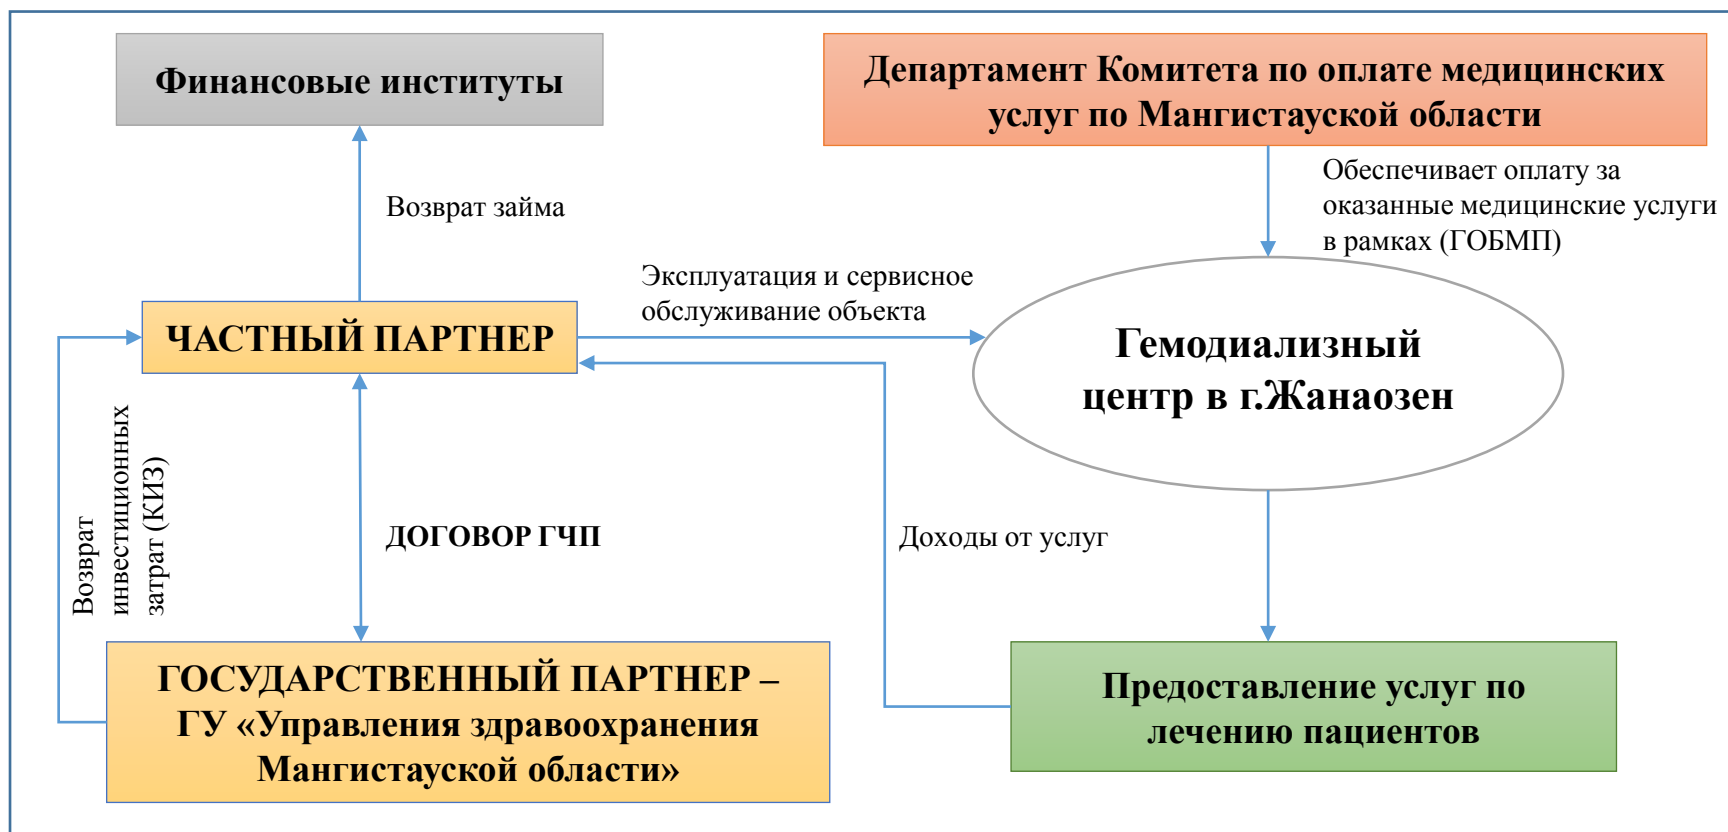 Финансовые институты
Департамент Комитета по оплате медицинских
услуг по Мангистауской области
Возврат займа
Обеспечивает оплату за
оказанные медицинские услуги
в рамках (ГОБМП)
Эксплуатация и сервисное
обслуживание объекта
ЧАСТНЫЙ ПАРТНЕР
Гемодиализный
центр в г.Жанаозен
Возврат
инвестиционных
затрат (КИЗ)
ДОГОВОР ГЧП
Доходы от услуг
ГОСУДАРСТВЕННЫЙ ПАРТНЕР –
ГУ «Управления здравоохранения
Мангистауской области»
Предоставление услуг по
лечению пациентов